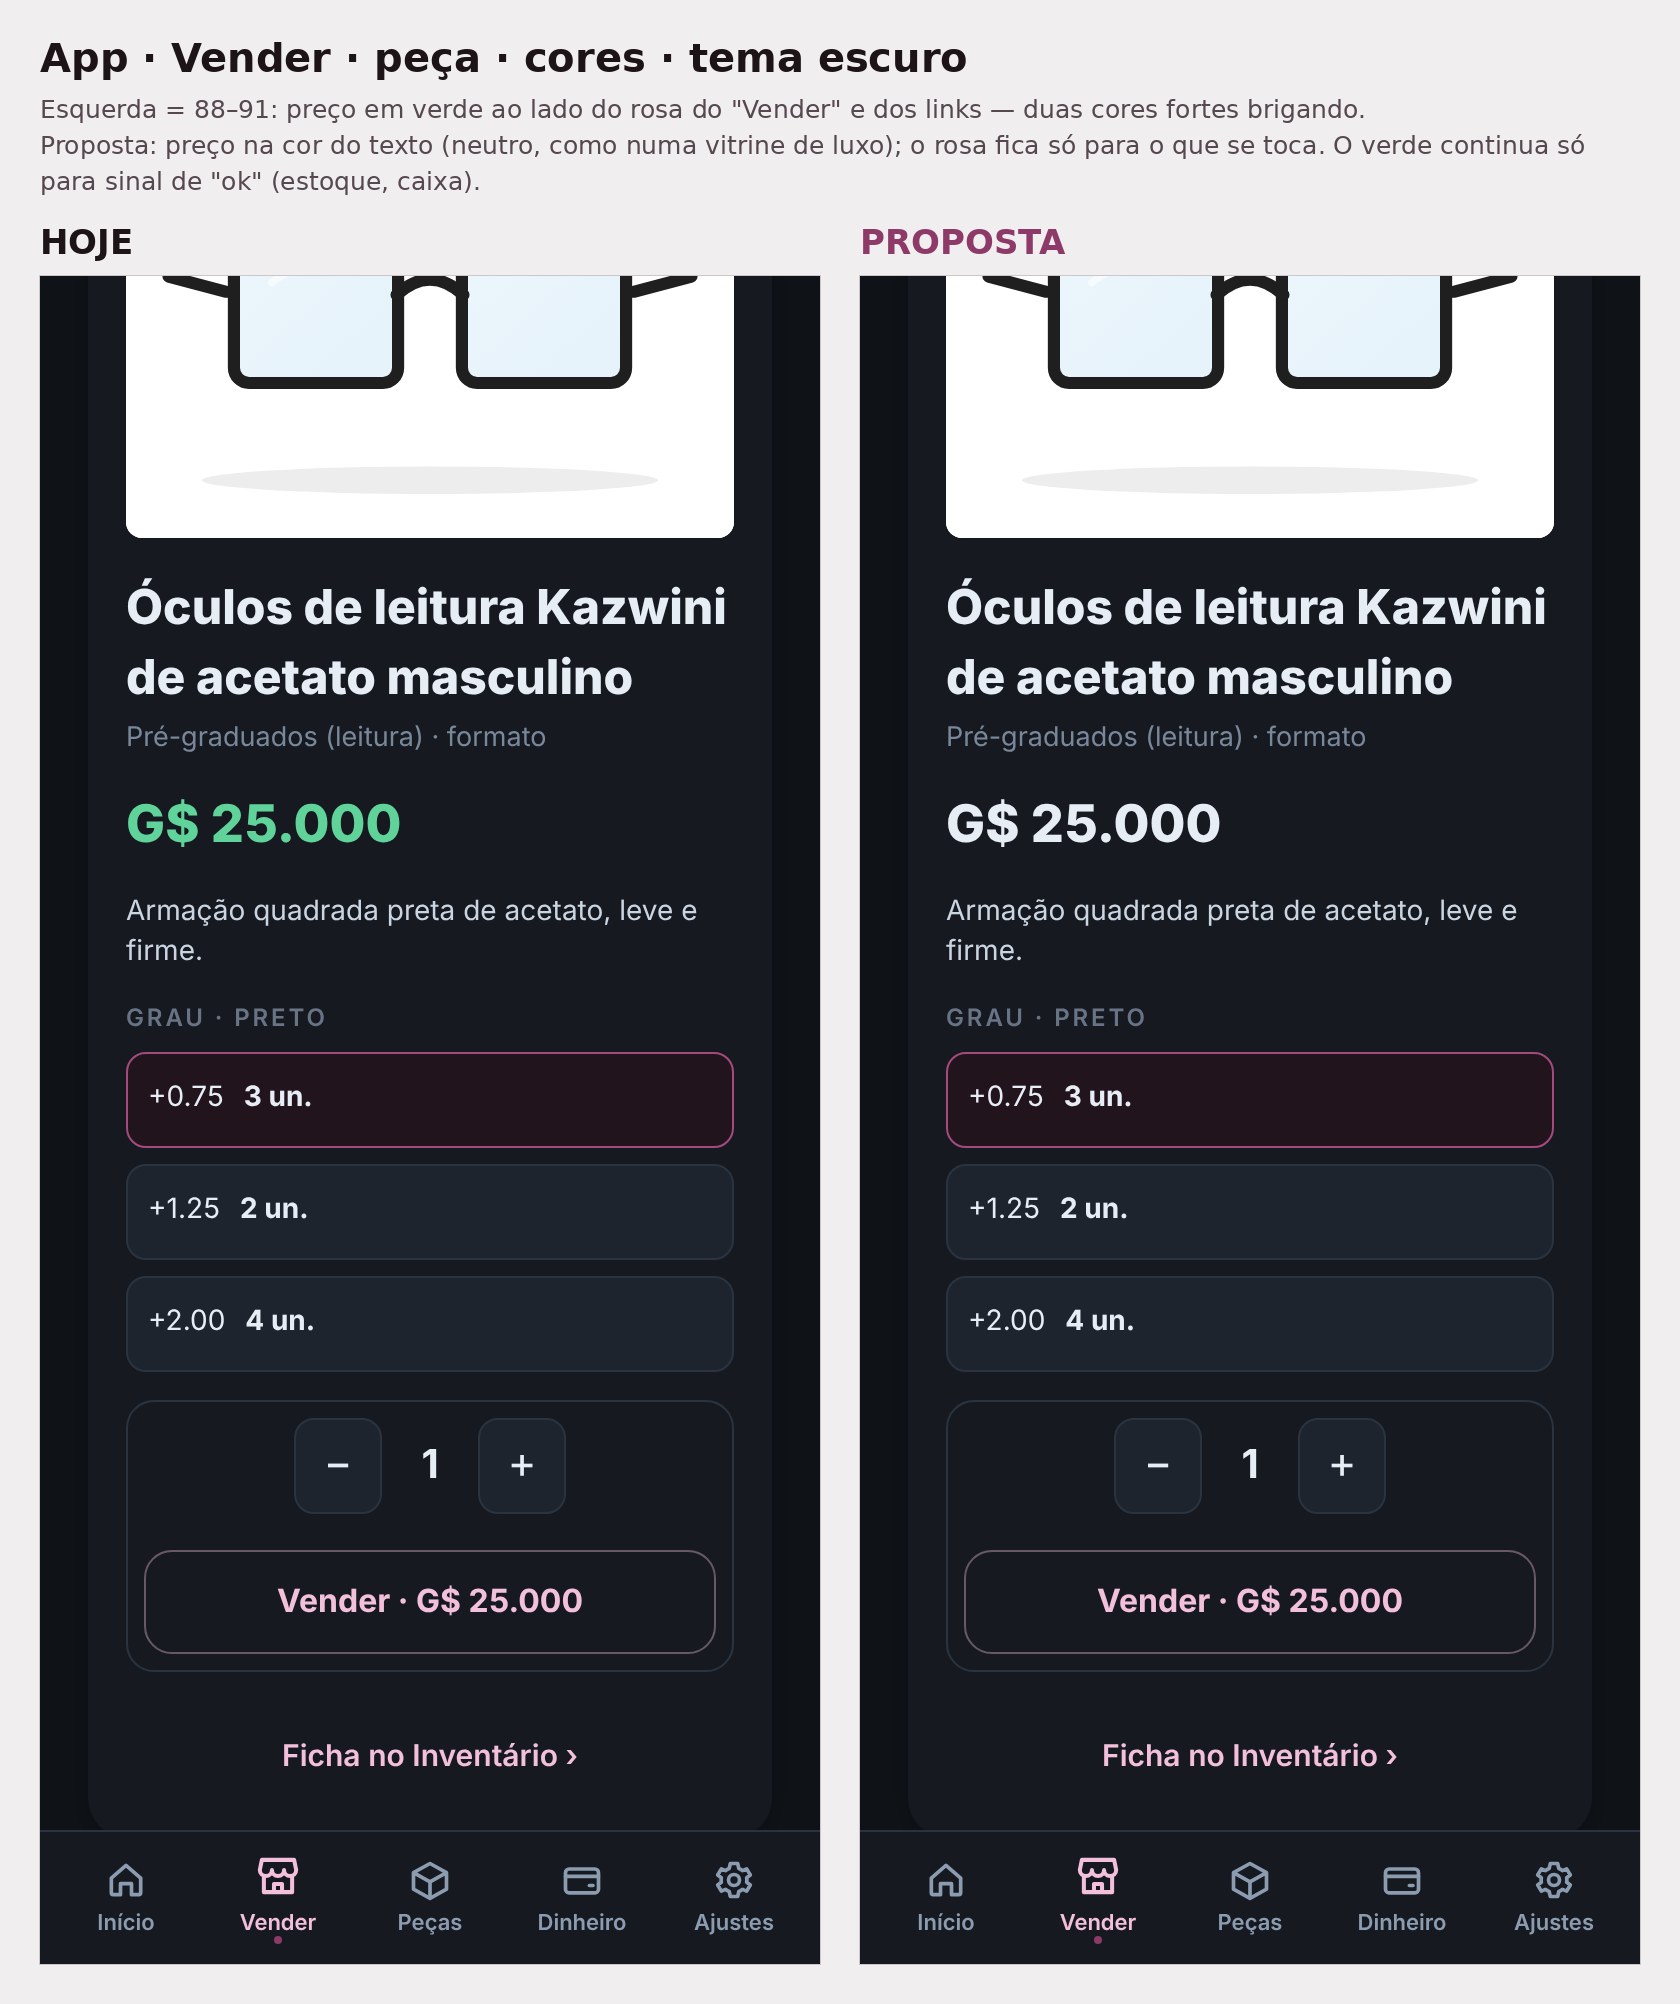 App · Vender · peça · cores · tema escuro
Esquerda = 88–91: preço em verde ao lado do rosa do "Vender" e dos links — duas cores fortes brigando.
Proposta: preço na cor do texto (neutro, como numa vitrine de luxo); o rosa fica só para o que se toca. O verde continua só
para sinal de "ok" (estoque, caixa).
HOJE
Óculos de leitura Kazwini
de acetato masculino
Pré-graduados (leitura) · formato
G$ 25.000
Armação quadrada preta de acetato, leve e
firme.
GRAU · PRETO
+0.75 3 un.
+1.25 2 un.
+2.00 4 un.
− 1 +
Vender · G$ 25.000
Ficha no Inventário ›
Início Vender Peças Dinheiro Ajustes
PROPOSTA
Óculos de leitura Kazwini
de acetato masculino
Pré-graduados (leitura) · formato
G$ 25.000
Armação quadrada preta de acetato, leve e
firme.
GRAU · PRETO
+0.75 3 un.
+1.25 2 un.
+2.00 4 un.
− 1 +
Vender · G$ 25.000
Ficha no Inventário ›
Início Vender Peças Dinheiro Ajustes